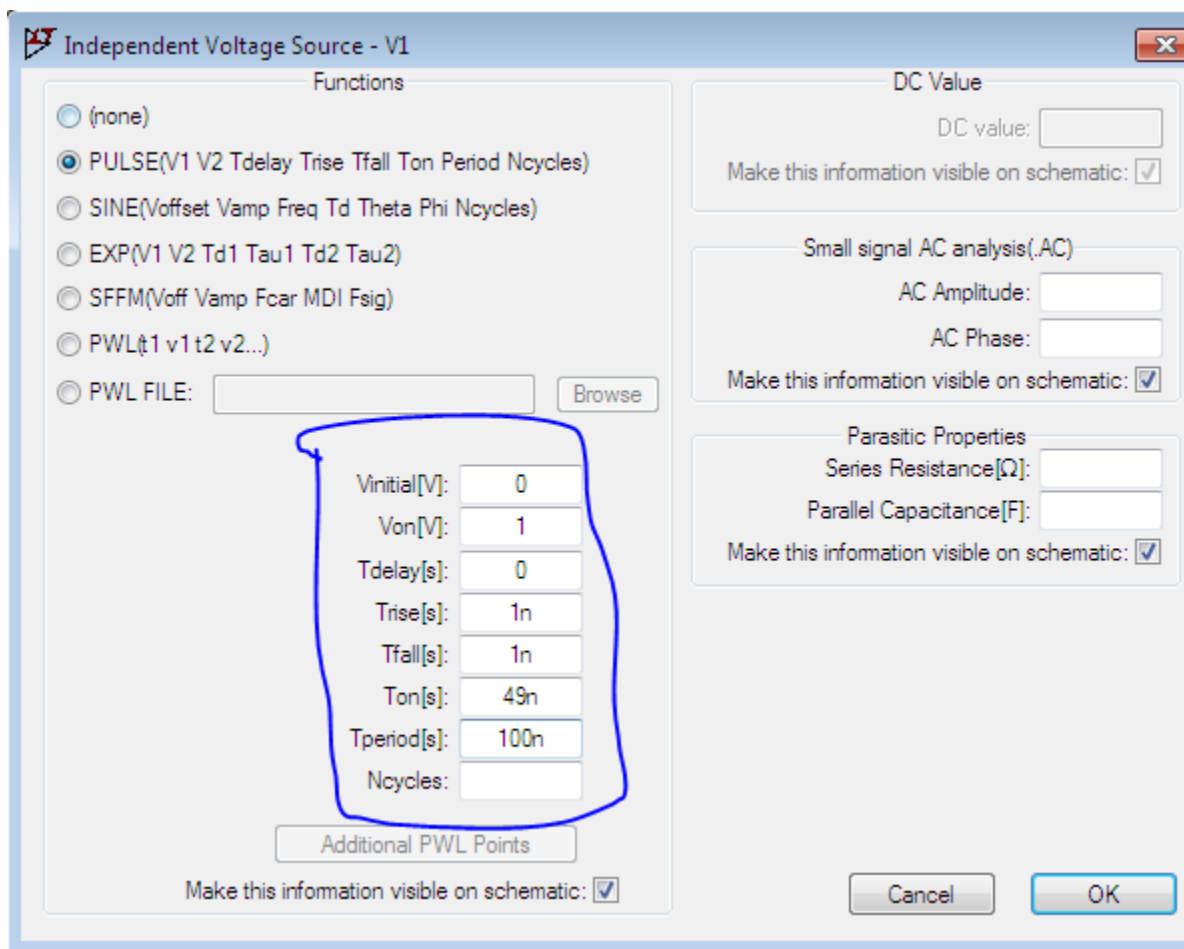 Independent Voltage Source - V1
Functions
(none)
PULSE(V1 V2 Tdelay Trise Tfall Ton Period Ncycles)
SINE(Voffset Vamp Freq Td Theta Phi Ncycles)
EXP(V1 V2 Td1 Tau1 Td2 Tau2)
SFFM(Voff Vamp Fcar MDI Fsig)
PWL(t1 v1 t2 v2...)
PWL FILE: Browse
Vinitial[V]: 0
Von[V]: 1
Tdelay[s]: 0
Trise[s]: 1n
Tfall[s]: 1n
Ton[s]: 49n
Tperiod[s]: 100n
Ncycles:
Additional PWL Points
Make this information visible on schematic:
DC Value
DC value:
Make this information visible on schematic:
Small signal AC analysis(.AC)
AC Amplitude:
AC Phase:
Make this information visible on schematic:
Parasitic Properties
Series Resistance[Ω]:
Parallel Capacitance[F]:
Make this information visible on schematic:
Cancel OK